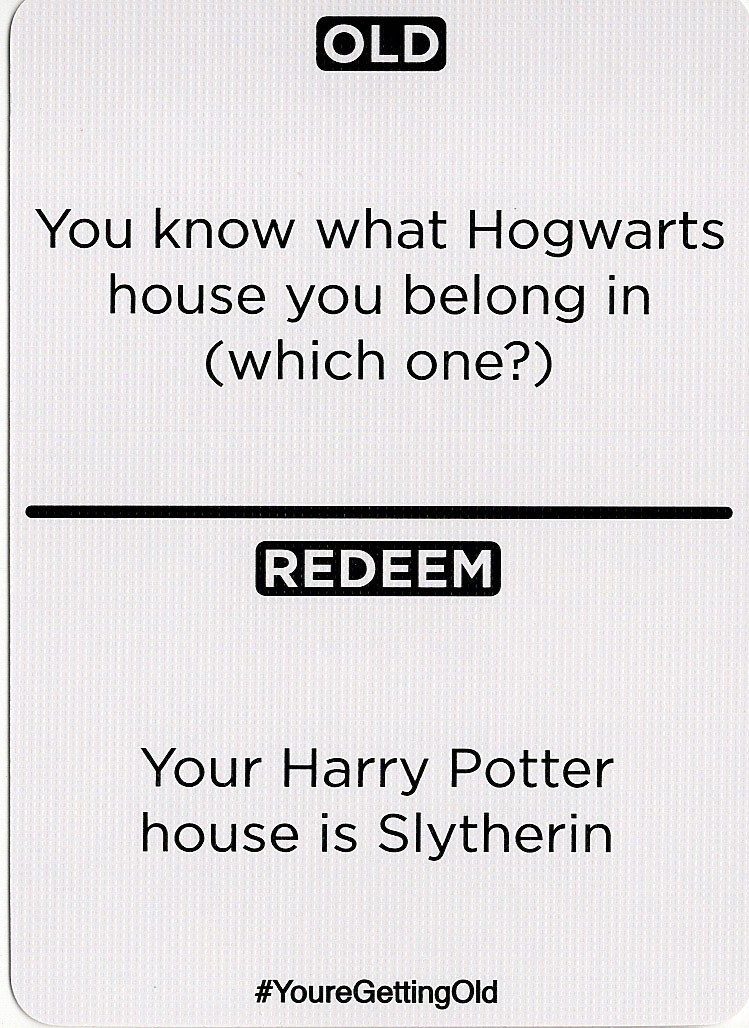 OLD
You know what Hogwarts
house you belong in
(which one?)
REDEEM
Your Harry Potter
house is Slytherin
#YoureGettingOld